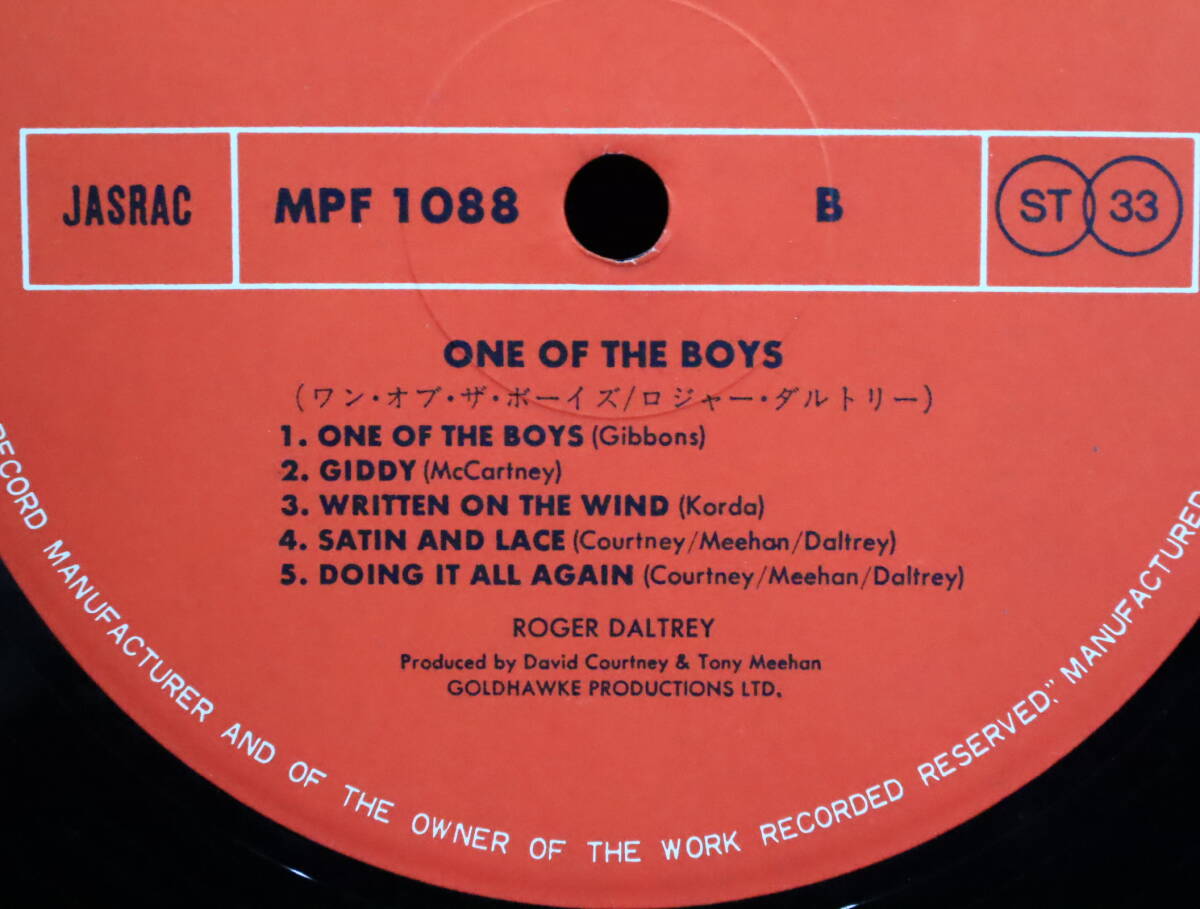 JASRAC MPF 1088 B ST 33
ONE OF THE BOYS
(ワン・オブ・ザ・ボーイズ/ロジャー・ダルトリー)
1. ONE OF THE BOYS (Gibbons)
2. GIDDY (McCartney)
3. WRITTEN ON THE WIND (Korda)
4. SATIN AND LACE (Courtney/Meehan/Daltrey)
5. DOING IT ALL AGAIN (Courtney/Meehan/Daltrey)
ROGER DALTREY
Produced by David Courtney & Tony Meehan
GOLDHAWKE PRODUCTIONS LTD.
RECORD MANUFACTURER AND OF THE OWNER OF THE WORK RECORDED RESERVED," MANUFACTURED